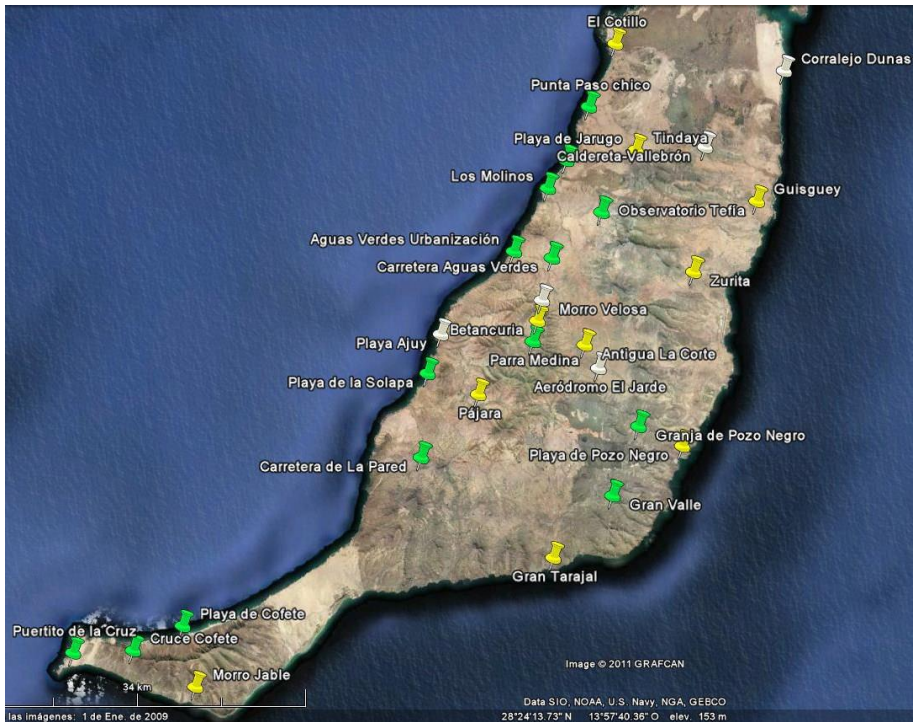 El Cotillo
Corralejo Dunas
Punta Paso chico
Playa de Jarugo
Tindaya
Caldereta-Vallebrón
Los Molinos
Guisguey
Observatorio Tefía
Aguas Verdes Urbanización
Carretera Aguas Verdes
Zurita
Morro Velosa
Betancuria
Playa Ajuy
Parra Medina
Antigua La Corte
Playa de la Solapa
Aeródromo El Jarde
Pájara
Granja de Pozo Negro
Playa de Pozo Negro
Carretera de La Pared
Gran Valle
Gran Tarajal
Playa de Cofete
Puertito de la Cruz
Cruce Cofete
Morro Jable
34 km
Image © 2011 GRAFCAN
Data SIO, NOAA, U.S. Navy, NGA, GEBCO
las imágenes: 1 de Ene. de 2009
28°24'13.73" N 13°57'40.36" O elev. 153 m